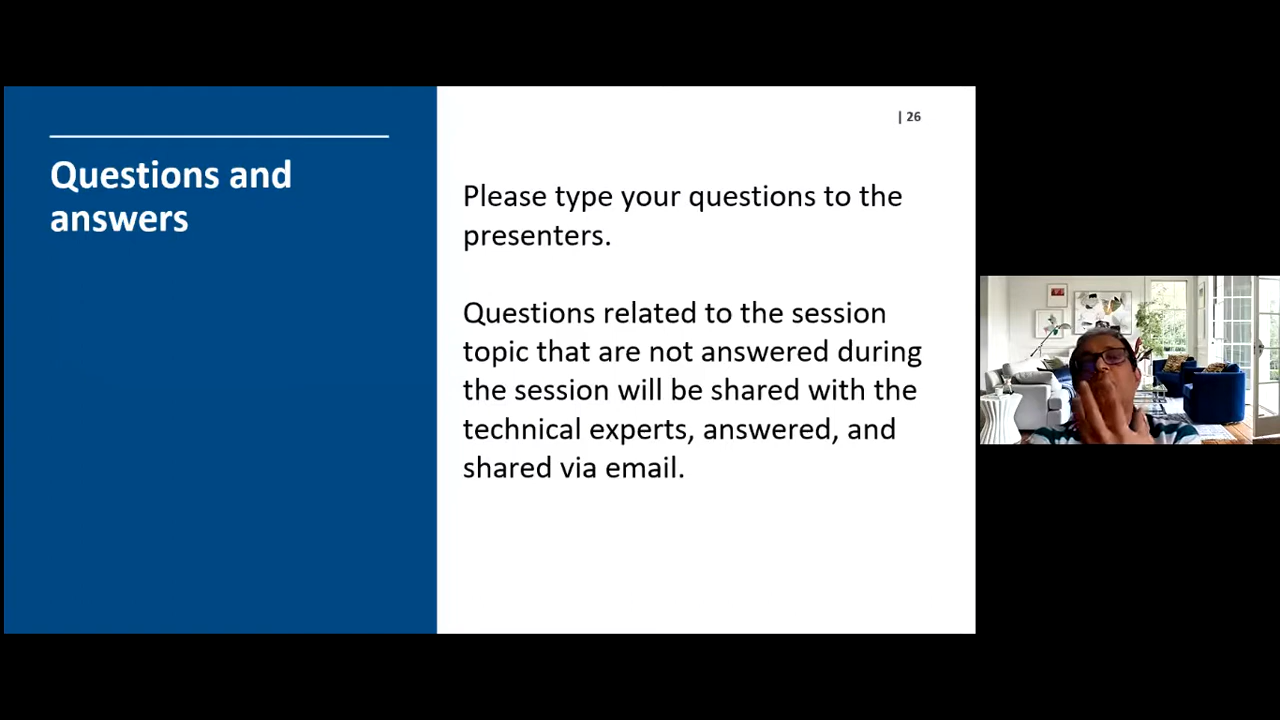 | 26
Questions and
answers
Please type your questions to the
presenters.
Questions related to the session
topic that are not answered during
the session will be shared with the
technical experts, answered, and
shared via email.